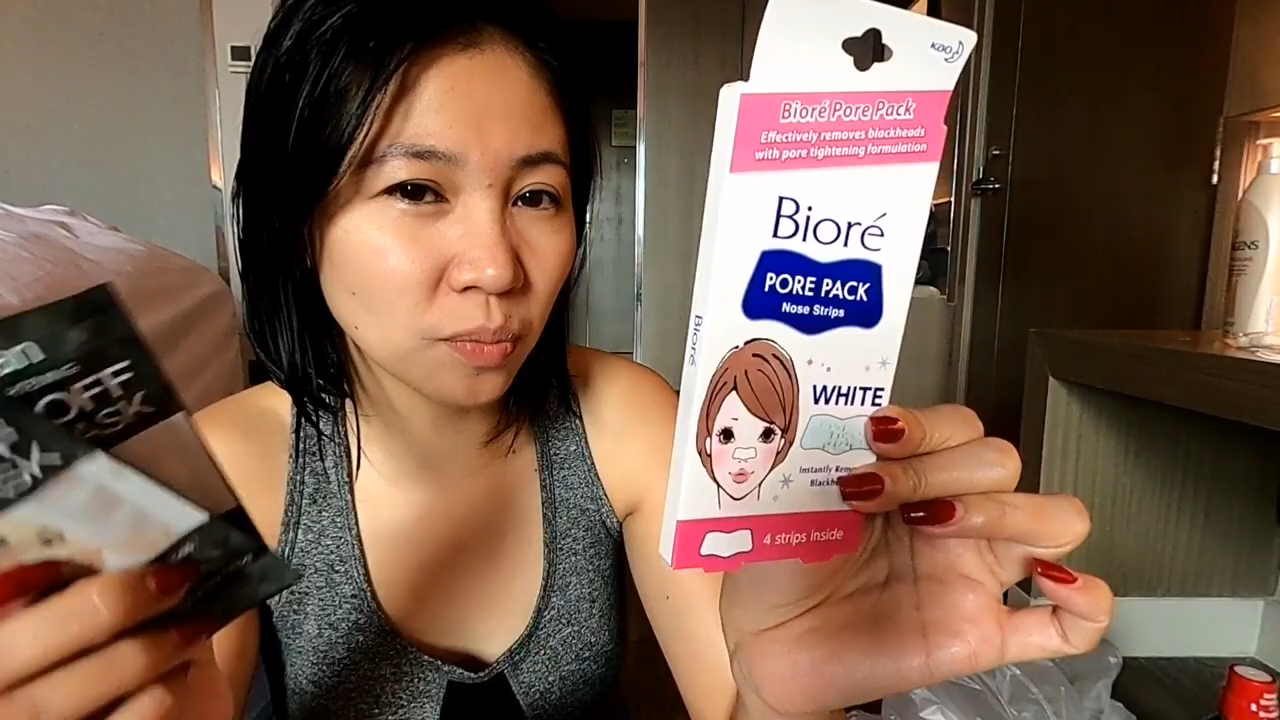 Kao
Bioré Pore Pack
Effectively removes blackheads
with pore tightening formulation
Bioré
PORE PACK
Nose Strips
Bioré
WHITE
Instantly
4 strips inside
OFF